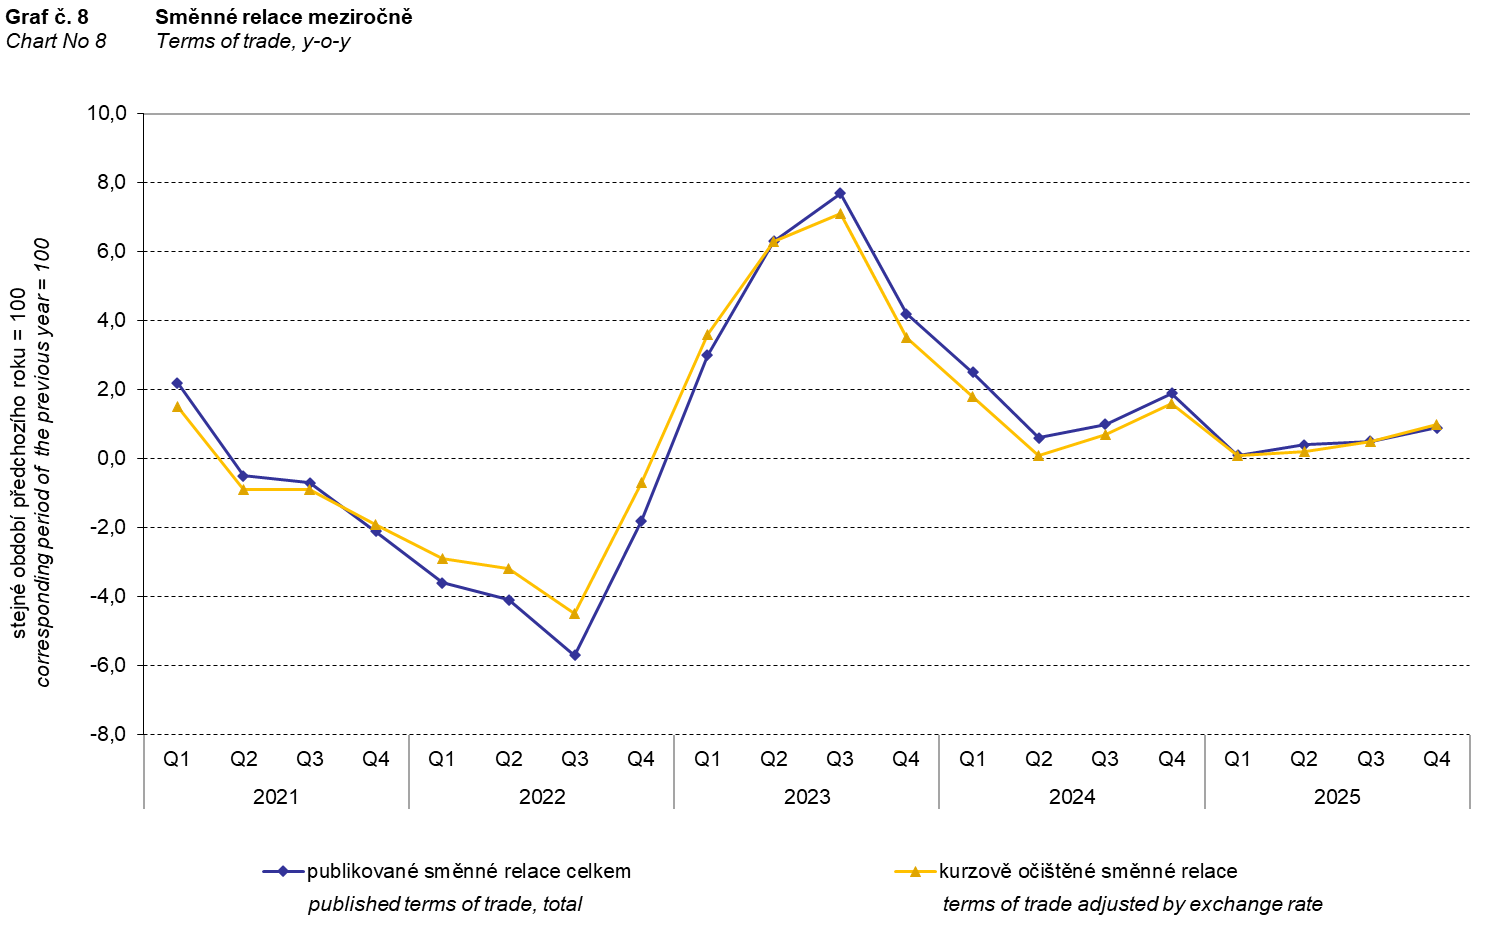 Graf č. 8 Směnné relace meziročně
Chart No 8 Terms of trade, y-o-y
stejné období předchozího roku = 100
corresponding period of the previous year = 100
10,0
8,0
6,0
4,0
2,0
0,0
-2,0
-4,0
-6,0
-8,0
Q1 Q2 Q3 Q4 Q1 Q2 Q3 Q4 Q1 Q2 Q3 Q4 Q1 Q2 Q3 Q4 Q1 Q2 Q3 Q4
2021 2022 2023 2024 2025
publikované směnné relace celkem
published terms of trade, total
kurzově očištěné směnné relace
terms of trade adjusted by exchange rate